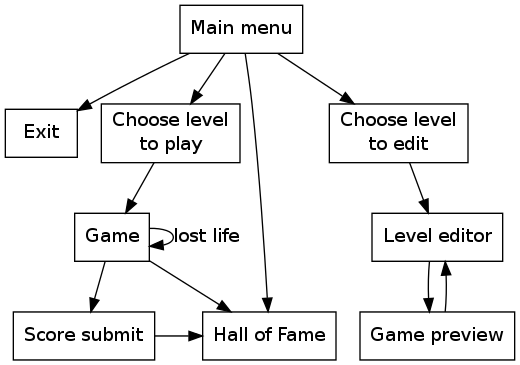 Main menu
Exit
Choose level
to play
Choose level
to edit
Game
lost life
Level editor
Score submit
Hall of Fame
Game preview